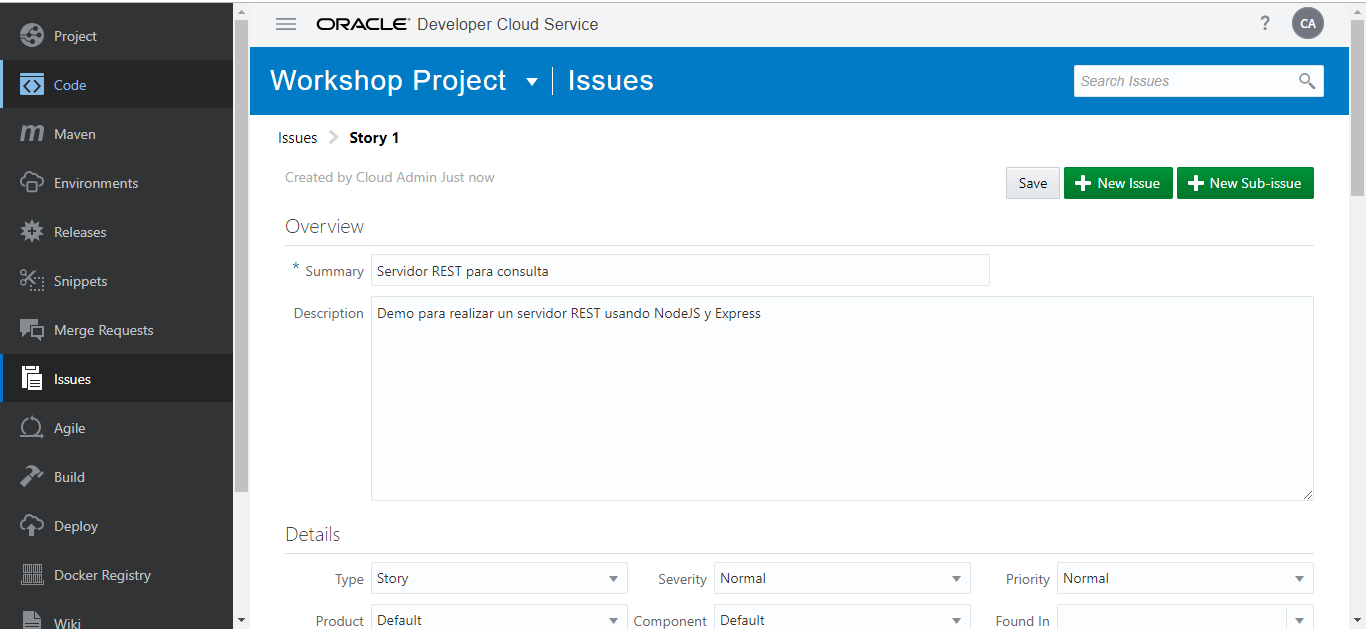 Project
Code
Maven
Environments
Releases
Snippets
Merge Requests
Issues
Agile
Build
Deploy
Docker Registry
Wiki
ORACLE® Developer Cloud Service
? CA
Workshop Project Issues
Search Issues
Issues Story 1
Created by Cloud Admin Just now
Save New Issue New Sub-issue
Overview
* Summary Servidor REST para consulta
Description Demo para realizar un servidor REST usando NodeJS y Express
Details
Type Story Severity Normal Priority Normal
Product Default Component Default Found In